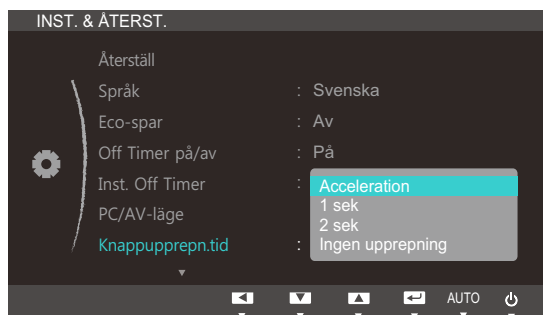 INST. & ÅTERST.
Återställ
Språk : Svenska
Eco-spar : Av
Off Timer på/av : På
Inst. Off Timer :
PC/AV-läge
Knappupprepn.tid :
Acceleration
1 sek
2 sek
Ingen upprepning
AUTO